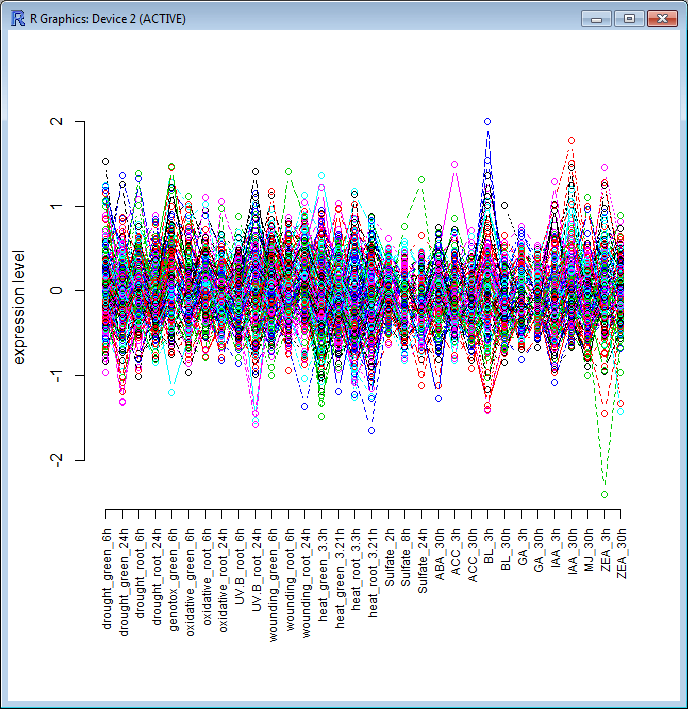 R Graphics: Device 2 (ACTIVE)
expression level
2
1
0
-1
-2
drought_green_6h
drought_green_24h
drought_root_6h
drought_root_24h
genotox_green_6h
oxidative_green_6h
oxidative_root_6h
oxidative_root_24h
UV.B_root_6h
UV.B_root_24h
wounding_green_6h
wounding_root_6h
wounding_root_24h
heat_green_3.3h
heat_green_3.21h
heat_root_3.3h
heat_root_3.21h
Sulfate_2h
Sulfate_8h
Sulfate_24h
ABA_30h
ACC_3h
ACC_30h
BL_3h
BL_30h
GA_3h
GA_30h
IAA_3h
IAA_30h
MJ_30h
ZEA_3h
ZEA_30h